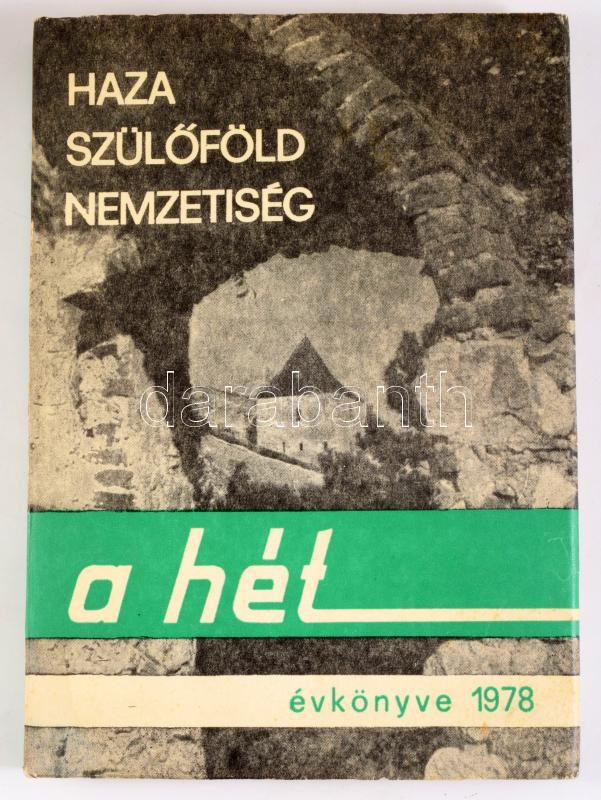 HAZA
SZÜLŐFÖLD
NEMZETISÉG
darabanth
a hét
évkönyve 1978